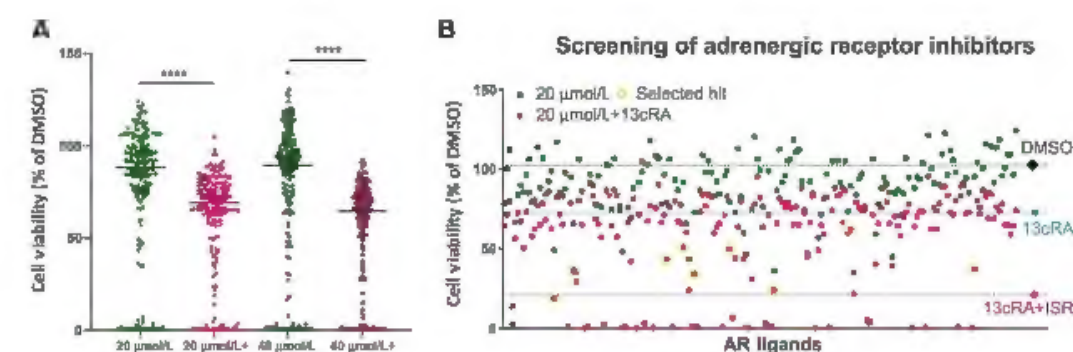 A
Cell viability (% of DMSO)
150
100
50
0
****
****
20 μmol/L
20 μmol/L+
40 μmol/L+
B
Screening of adrenergic receptor inhibitors
Cell viability (% of DMSO)
150
100
50
0
20 μmol/L
Selected hit
20 μmol/L+13cRA
DMSO
13cRA
13cRA+ISR
AR ligands